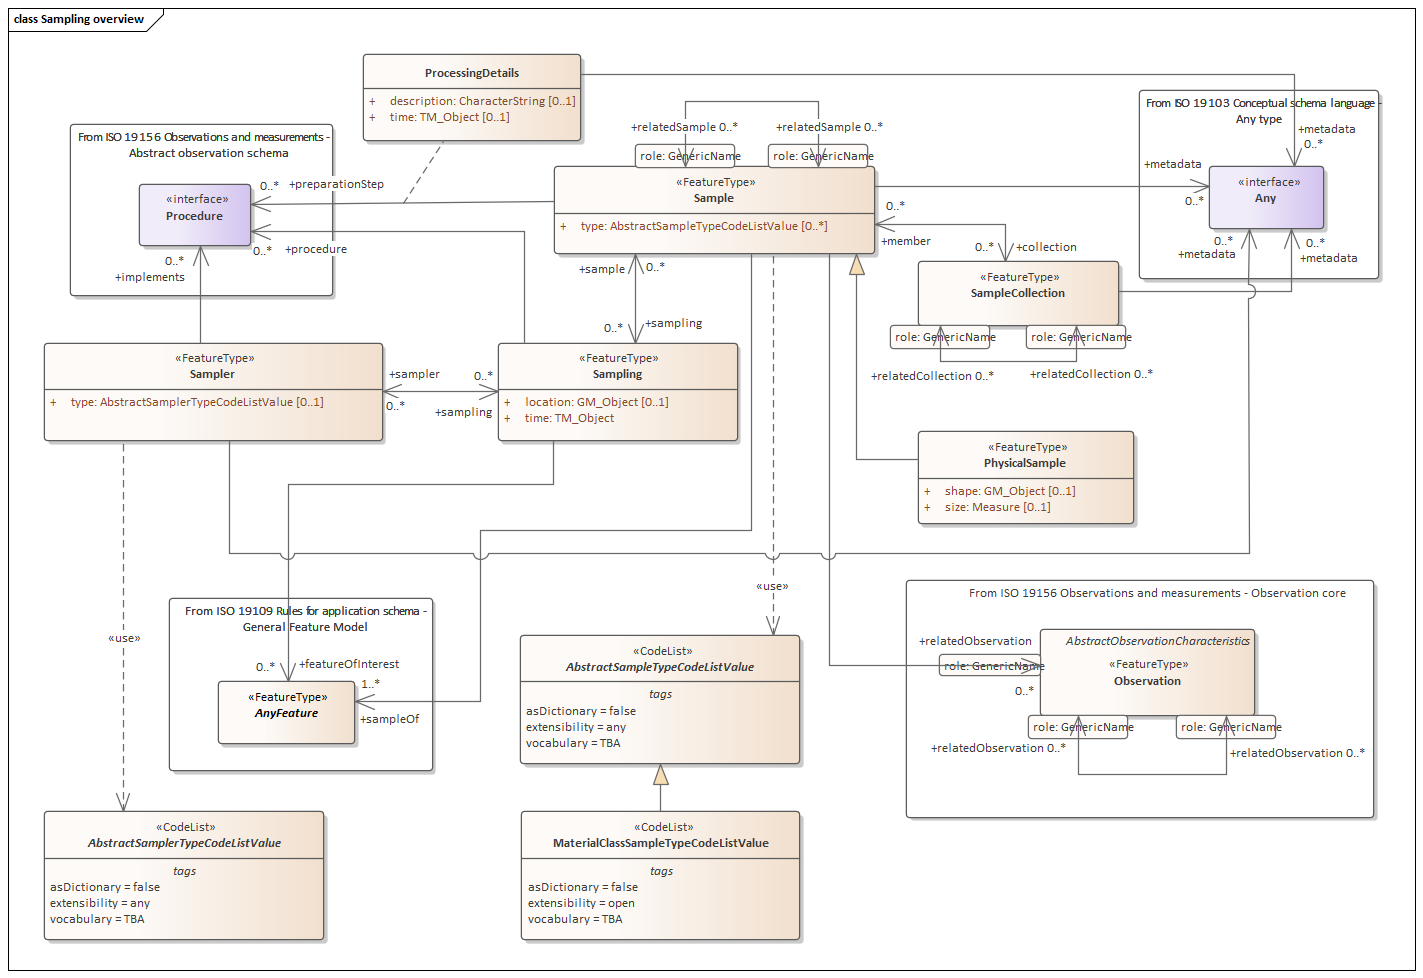 class Sampling overview
ProcessingDetails
+ description: CharacterString [0..1]
+ time: TM_Object [0..1]
From ISO 19103 Conceptual schema language -
Any type
+metadata
0..*
+metadata
0..*
«interface»
Any
0..*
+metadata
0..*
+metadata
From ISO 19156 Observations and measurements -
Abstract observation schema
«interface»
Procedure
0..*
+preparationStep
0..*
+procedure
0..*
+implements
+relatedSample 0..*
+relatedSample 0..*
role: GenericName
role: GenericName
«FeatureType»
Sample
+ type: AbstractSampleTypeCodeListValue [0..*]
0..*
+member
0..*
+collection
«FeatureType»
SampleCollection
role: GenericName
role: GenericName
+relatedCollection 0..*
+relatedCollection 0..*
+sample
0..*
0..*
+sampling
«FeatureType»
Sampler
+ type: AbstractSamplerTypeCodeListValue [0..1]
+sampler
0..*
0..*
+sampling
«FeatureType»
Sampling
+ location: GM_Object [0..1]
+ time: TM_Object
«FeatureType»
PhysicalSample
+ shape: GM_Object [0..1]
+ size: Measure [0..1]
«use»
«use»
From ISO 19109 Rules for application schema -
General Feature Model
0..*
+featureOfInterest
1..*
+sampleOf
«FeatureType»
AnyFeature
«CodeList»
AbstractSampleTypeCodeListValue
tags
asDictionary = false
extensibility = any
vocabulary = TBA
From ISO 19156 Observations and measurements - Observation core
+relatedObservation
role: GenericName
0..*
AbstractObservationCharacteristics
«FeatureType»
Observation
role: GenericName
role: GenericName
+relatedObservation 0..*
+relatedObservation 0..*
«CodeList»
AbstractSamplerTypeCodeListValue
tags
asDictionary = false
extensibility = any
vocabulary = TBA
«CodeList»
MaterialClassSampleTypeCodeListValue
tags
asDictionary = false
extensibility = open
vocabulary = TBA